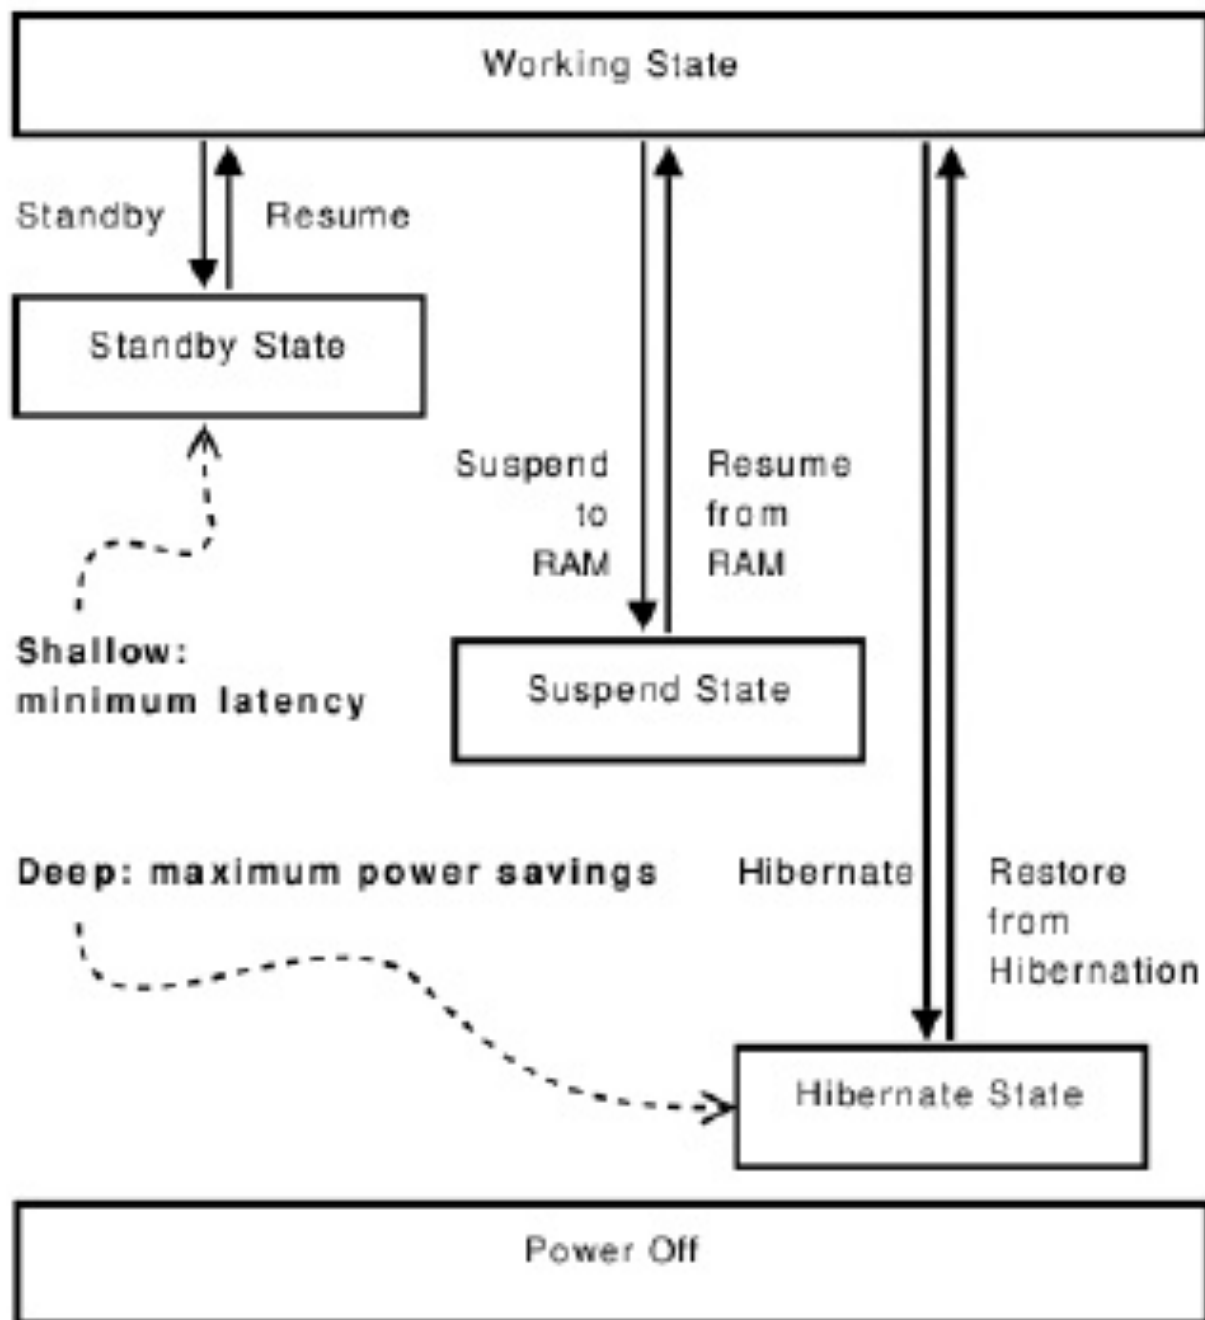 Working State
Standby
Resume
Standby State
Suspend
to
RAM
Resume
from
RAM
Shallow:
minimum latency
Suspend State
Deep: maximum power savings
Hibernate
Restore
from
Hibernation
Hibernate State
Power Off